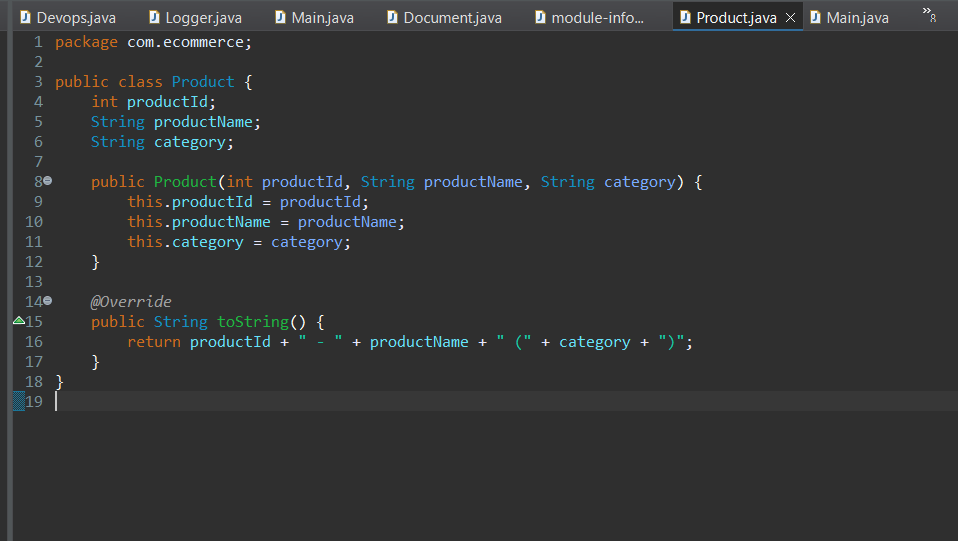 Devops.java Logger.java Main.java Document.java module-info... Product.java Main.java »8
1 package com.ecommerce;
2
3 public class Product {
4     int productId;
5     String productName;
6     String category;
7
8     public Product(int productId, String productName, String category) {
9         this.productId = productId;
10         this.productName = productName;
11         this.category = category;
12     }
13
14     @Override
15     public String toString() {
16         return productId + " - " + productName + " (" + category + ")";
17     }
18 }
19